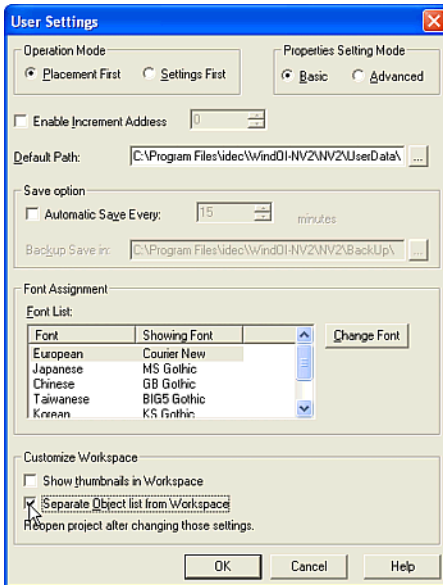 User Settings
Operation Mode
Placement First
Settings First
Properties Setting Mode
Basic
Advanced
Enable Increment Address
0
Default Path:
C:\Program Files\idec\WindOI-NV2\NV2\UserData\
...
Save option
Automatic Save Every:
15
minutes
Backup Save in:
C:\Program Files\idec\WindOI-NV2\NV2\BackUp\
...
Font Assignment
Font List:
Font Showing Font
European Courier New
Japanese MS Gothic
Chinese GB Gothic
Taiwanese BIG5 Gothic
Korean KS Gothic
Change Font
Customize Workspace
Show thumbnails in Workspace
Separate Object list from Workspace
Reopen project after changing those settings.
OK
Cancel
Help